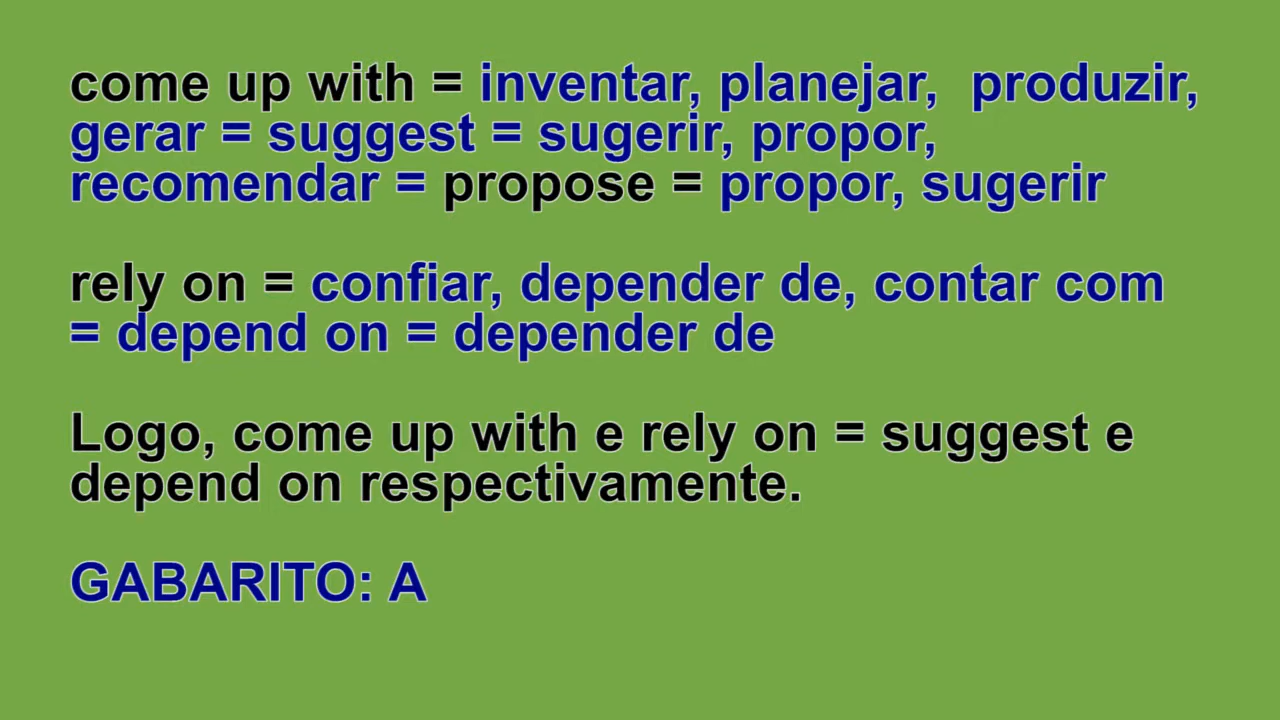 come up with = inventar, planejar, produzir,
gerar = suggest = sugerir, propor,
recomendar = propose = propor, sugerir
rely on = confiar, depender de, contar com
= depend on = depender de
Logo, come up with e rely on = suggest e
depend on respectivamente.
GABARITO: A